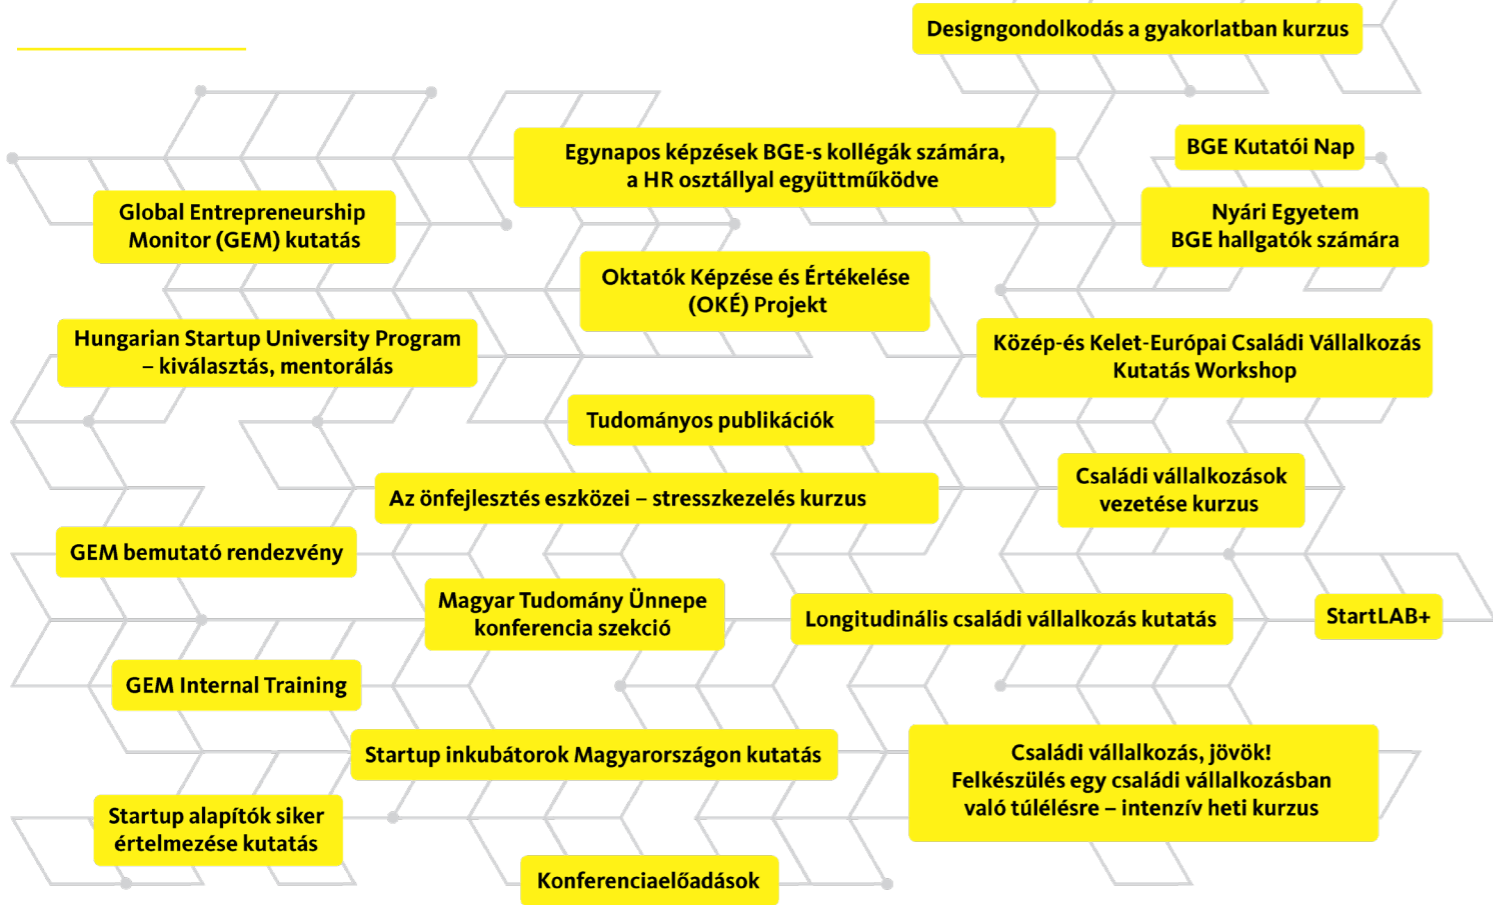 Designgondolkodás a gyakorlatban kurzus
Egynapos képzések BGE-s kollégák számára,
a HR osztállyal együttműködve
BGE Kutatói Nap
Global Entrepreneurship
Monitor (GEM) kutatás
Nyári Egyetem
BGE hallgatók számára
Oktatók Képzése és Értékelése
(OKÉ) Projekt
Hungarian Startup University Program
– kiválasztás, mentorálás
Közép-és Kelet-Európai Családi Vállalkozás
Kutatás Workshop
Tudományos publikációk
Az önfejlesztés eszközei – stresszkezelés kurzus
Családi vállalkozások
vezetése kurzus
GEM bemutató rendezvény
Magyar Tudomány Ünnepe
konferencia szekció
Longitudinális családi vállalkozás kutatás
StartLAB+
GEM Internal Training
Startup inkubátorok Magyarországon kutatás
Családi vállalkozás, jövök!
Felkészülés egy családi vállalkozásban
való túlélésre – intenzív heti kurzus
Startup alapítók siker
értelmezése kutatás
Konferenciaelőadások